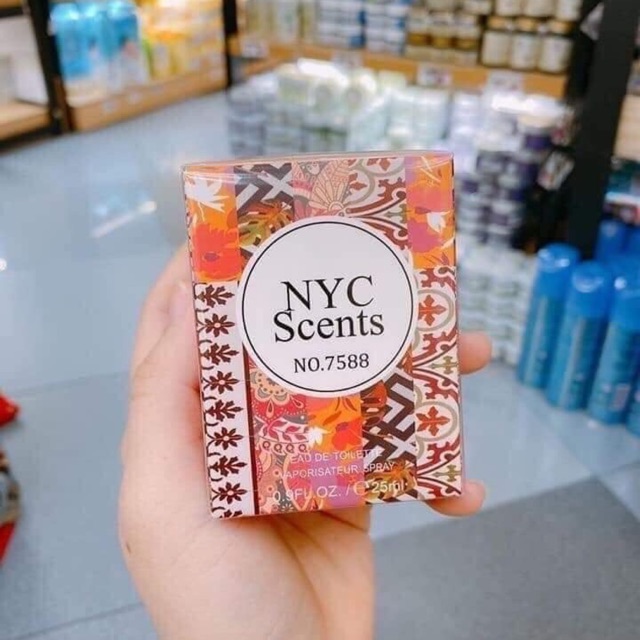 NYC
Scents
NO.7588
EAU DE TOILETTE
VAPORISATEUR SPRAY
0.9FL.OZ. / ℮ 25ml